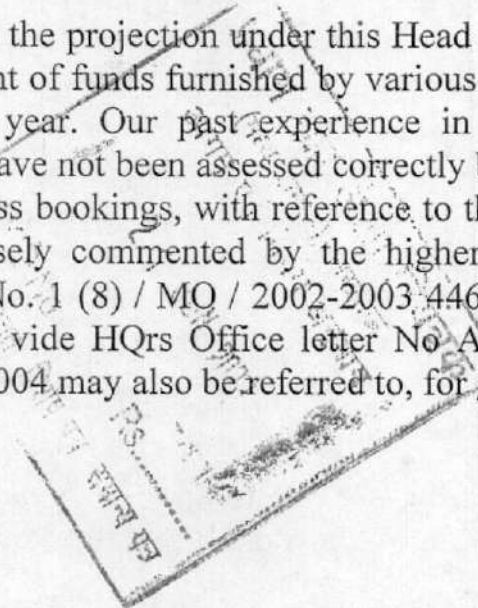 the projection under this Head
nt of funds furnished by various
year. Our past experience in
ave not been assessed correctly b
ss bookings, with reference to th
sely commented by the higher
No. 1 (8) / MO / 2002-2003 446
vide HQrs Office letter No A
004 may also be referred to, for
Rs............